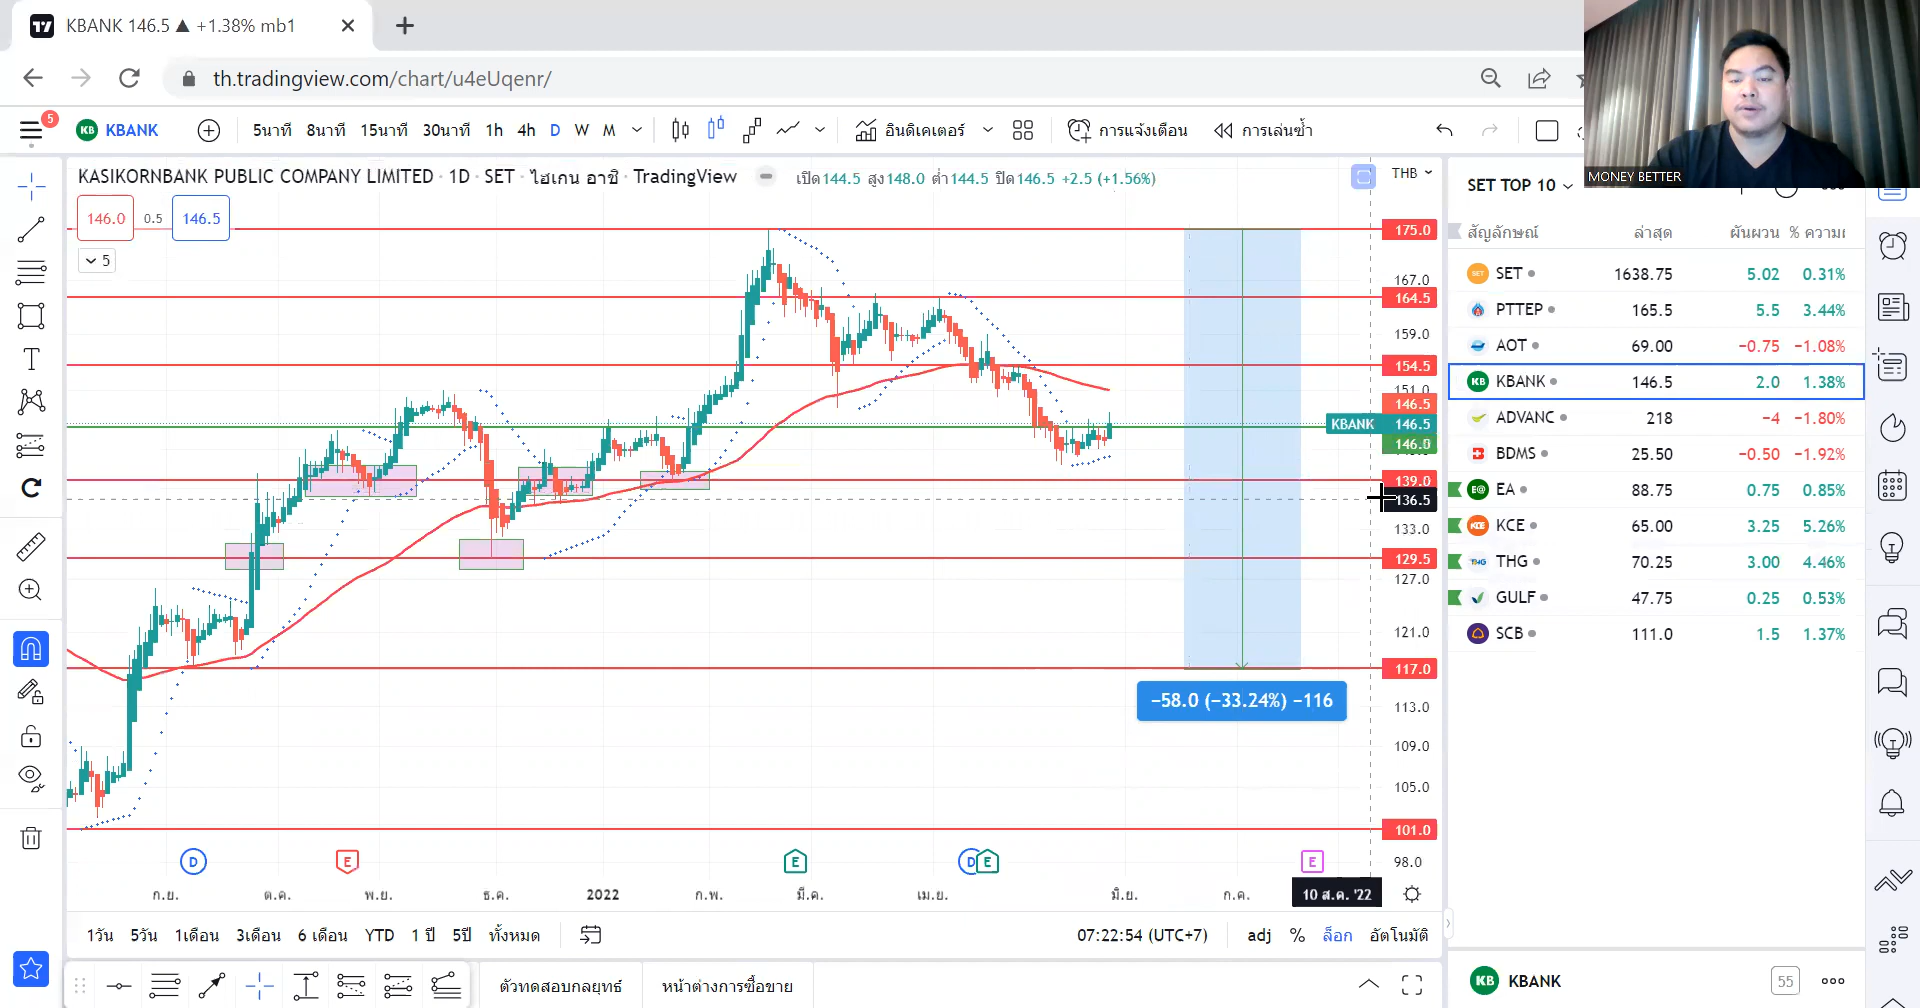 KBANK 146.5 ▲ +1.38% mb1
th.tradingview.com/chart/u4eUqenr/
5
KB KBANK 5นาที 8นาที 15นาที 30นาที 1h 4h D W M อินดิเคเตอร์ การแจ้งเตือน การเล่นซ้ำ
MONEY BETTER
KASIKORNBANK PUBLIC COMPANY LIMITED · 1D · SET · ไฮเกน อาชิ · TradingView เปิด144.5 สูง148.0 ต่ำ144.5 ปิด146.5 +2.5 (+1.56%)
THB
146.0 0.5 146.5
5
175.0
167.0
164.5
159.0
154.5
151.0
146.5
KBANK 146.5
146.0
139.0
136.5
133.0
129.5
127.0
121.0
117.0
−58.0 (−33.24%) −116
113.0
109.0
105.0
101.0
98.0
D E E D E E
ก.ย. ต.ค. พ.ย. ธ.ค. 2022 ก.พ. มี.ค. เม.ย. มิ.ย. ก.ค. 10 ส.ค. '22
1วัน 5วัน 1เดือน 3เดือน 6 เดือน YTD 1 ปี 5ปี ทั้งหมด 07:22:54 (UTC+7) adj % ล็อก อัตโนมัติ
ตัวทดสอบกลยุทธ์ หน้าต่างการซื้อขาย
SET TOP 10
สัญลักษณ์ ล่าสุด ผันผวน % ความเ
SET 1638.75 5.02 0.31%
PTTEP 165.5 5.5 3.44%
AOT 69.00 −0.75 −1.08%
KB KBANK 146.5 2.0 1.38%
ADVANC 218 −4 −1.80%
BDMS 25.50 −0.50 −1.92%
E@ EA 88.75 0.75 0.85%
KCE KCE 65.00 3.25 5.26%
THG THG 70.25 3.00 4.46%
GULF 47.75 0.25 0.53%
SCB 111.0 1.5 1.37%
KB KBANK 55